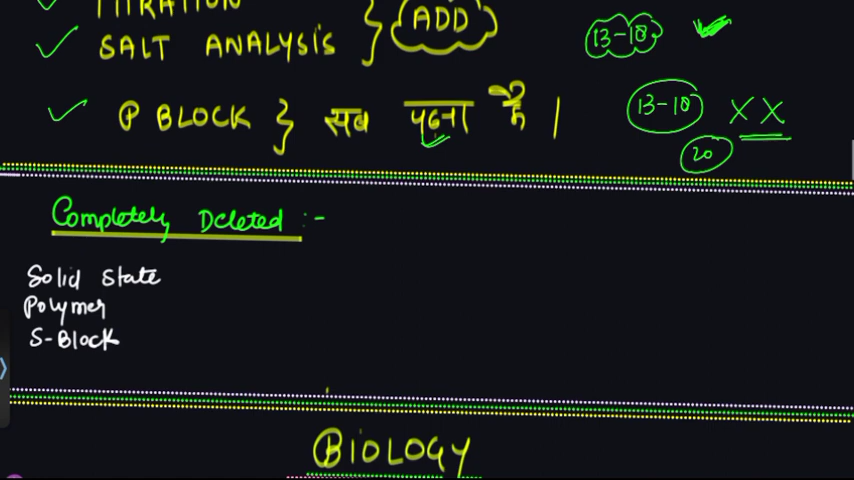 TITRATION
✓ SALT ANALYSIS } ADD 13-18 ✓
✓ P BLOCK } सब पढ़ना है । 13-18 XX
20
Completely Deleted :-
Solid State
Polymer
S-Block
BIOLOGY